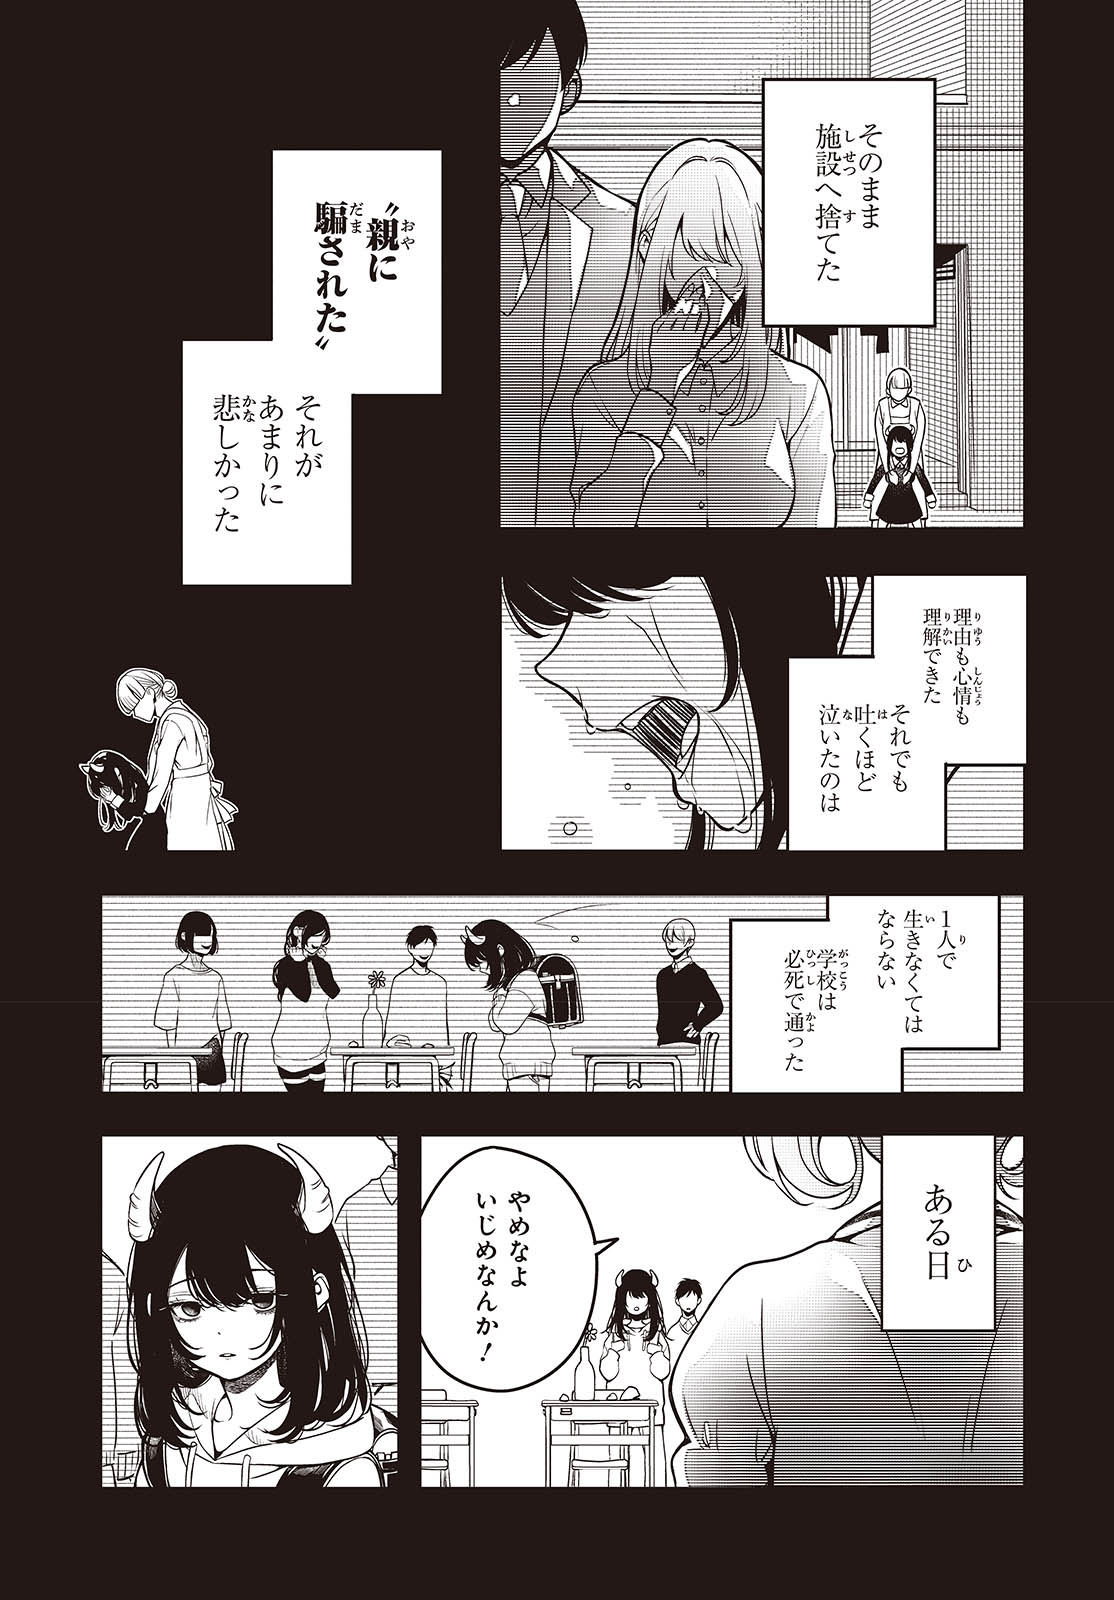 そのまま
施設へ捨てた
理由も心情も
理解できた
それでも
吐くほど
泣いたのは
〝親に
騙された〟
それが
あまりに
悲しかった
1人で
生きなくては
ならない
学校は
必死で通った
ある日
やめなよ
いじめなんか!